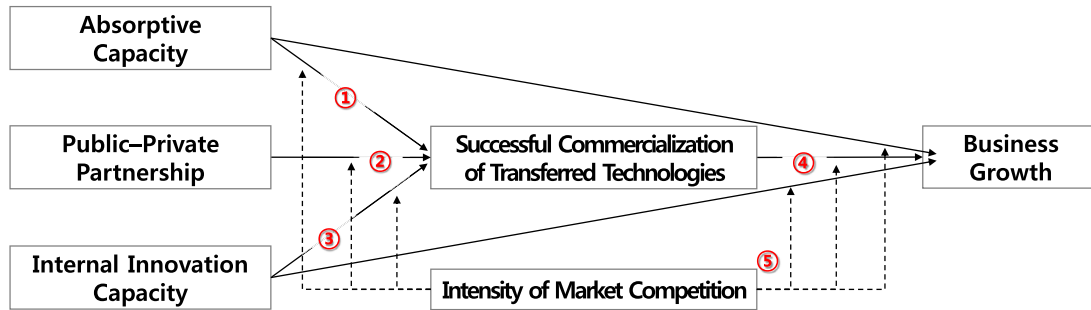 Absorptive
Capacity
①
Public–Private
Partnership
②
Successful Commercialization
of Transferred Technologies
④
Business
Growth
③
Internal Innovation
Capacity
Intensity of Market Competition
⑤